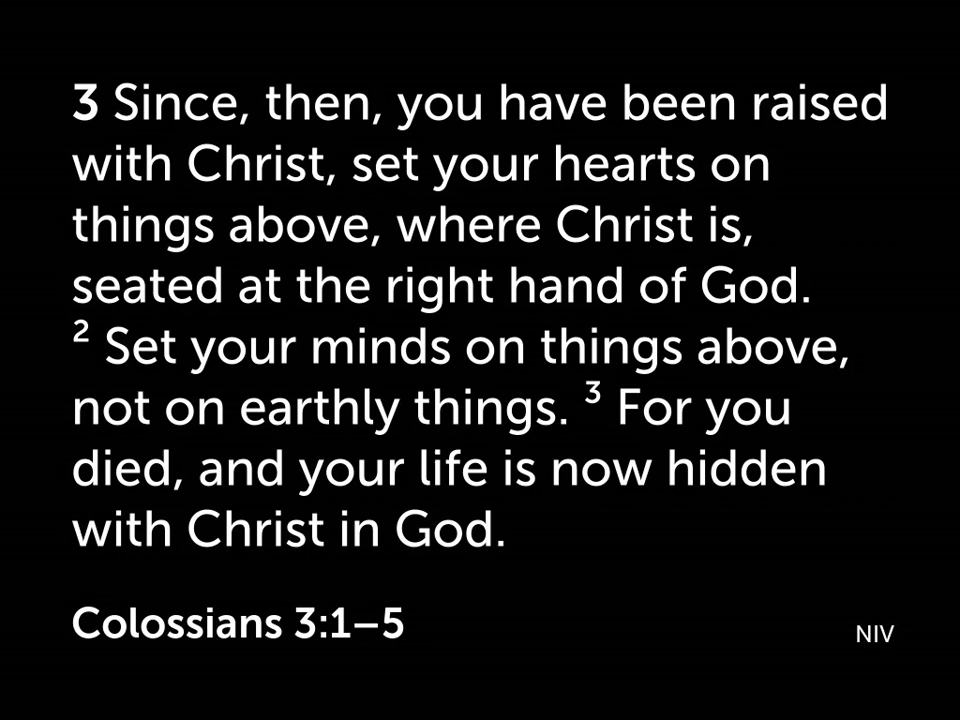 3 Since, then, you have been raised
with Christ, set your hearts on
things above, where Christ is,
seated at the right hand of God.
² Set your minds on things above,
not on earthly things. ³ For you
died, and your life is now hidden
with Christ in God.
Colossians 3:1–5
NIV